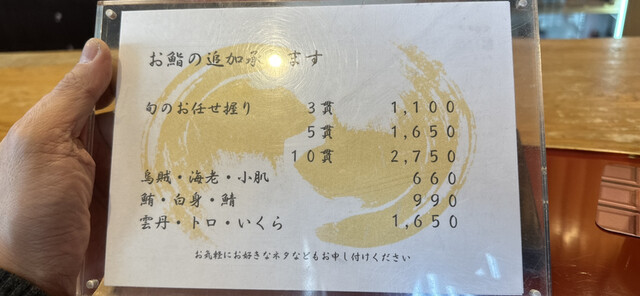 お鮨の追加承ります
旬のお任せ握り 3貫 1,100
5貫 1,650
10貫 2,750
烏賊・海老・小肌 660
鮪・白身・鯖 990
雲丹・トロ・いくら 1,650
お気軽にお好きなネタなどもお申し付けください